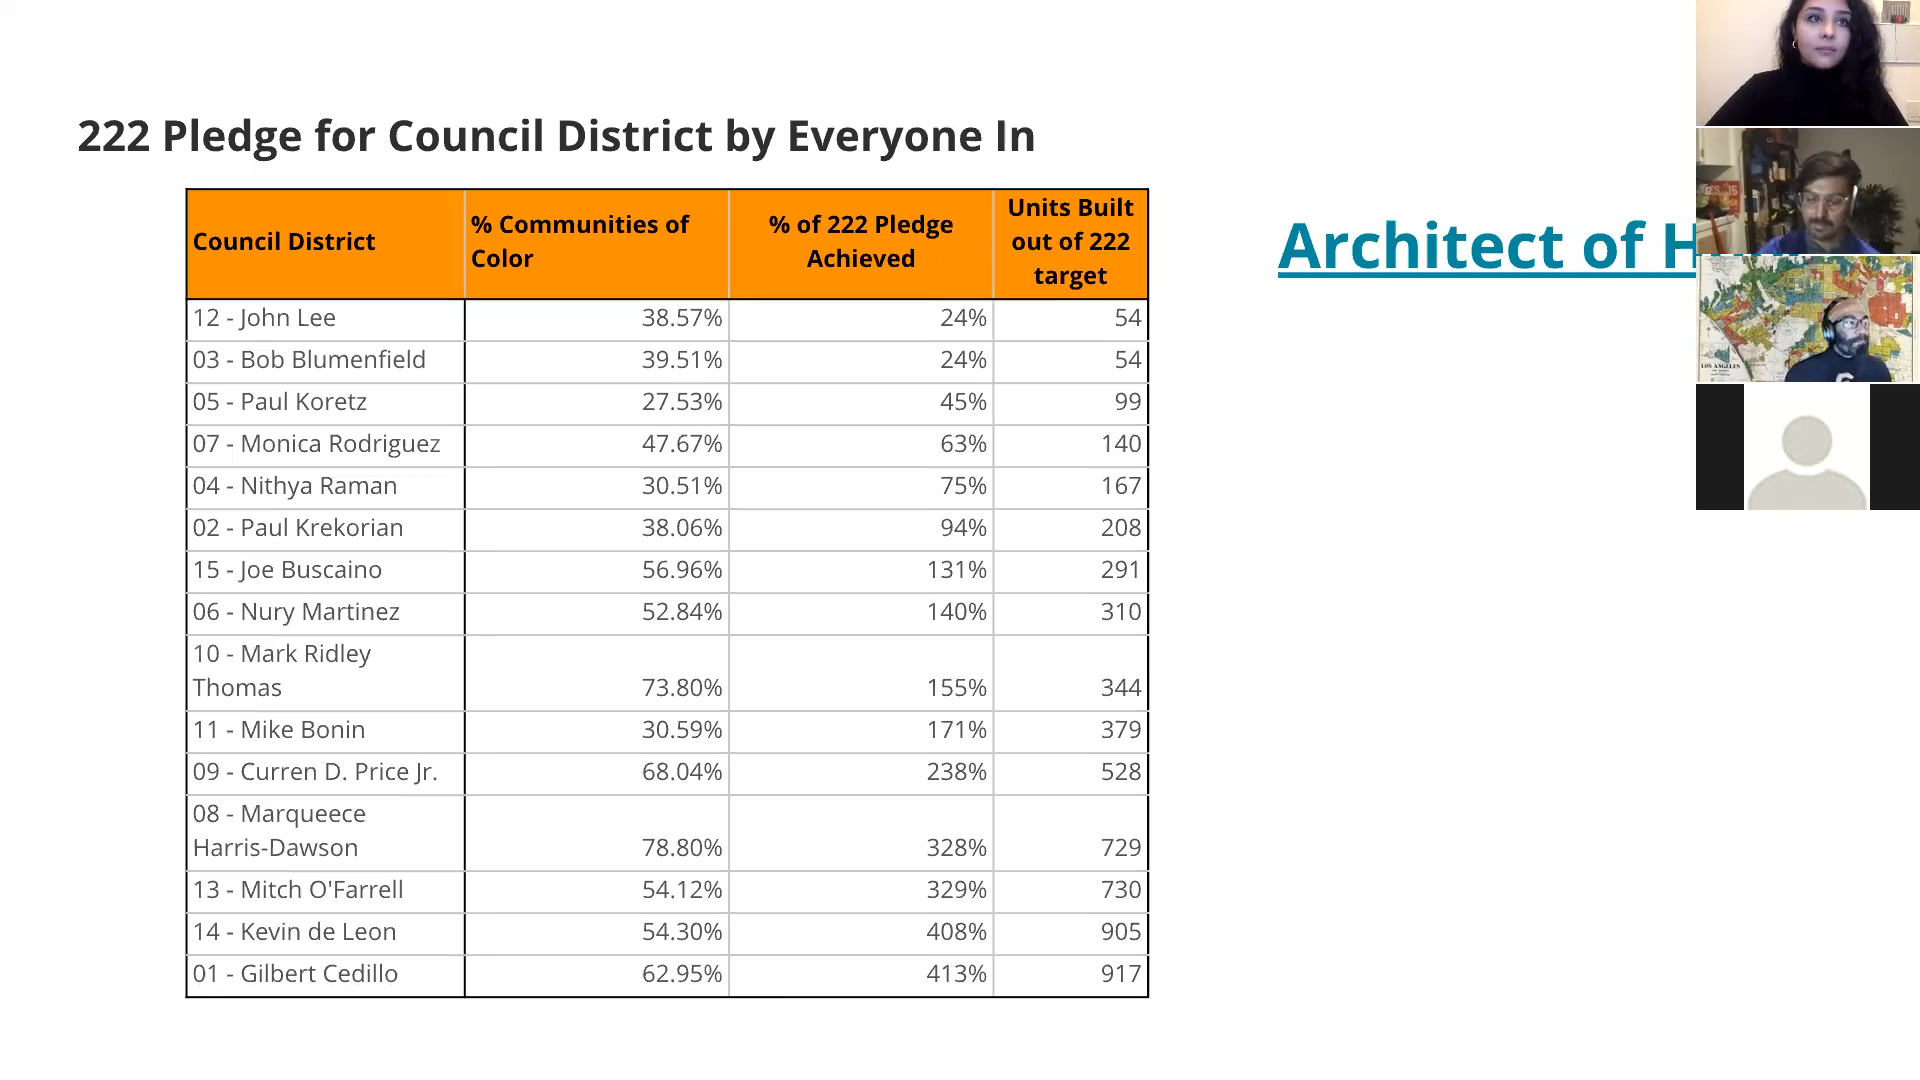 222 Pledge for Council District by Everyone In
Council District
% Communities of
Color
% of 222 Pledge
Achieved
Units Built
out of 222
target
12 - John Lee 38.57% 24% 54
03 - Bob Blumenfield 39.51% 24% 54
05 - Paul Koretz 27.53% 45% 99
07 - Monica Rodriguez 47.67% 63% 140
04 - Nithya Raman 30.51% 75% 167
02 - Paul Krekorian 38.06% 94% 208
15 - Joe Buscaino 56.96% 131% 291
06 - Nury Martinez 52.84% 140% 310
10 - Mark Ridley
Thomas 73.80% 155% 344
11 - Mike Bonin 30.59% 171% 379
09 - Curren D. Price Jr. 68.04% 238% 528
08 - Marqueece
Harris-Dawson 78.80% 328% 729
13 - Mitch O'Farrell 54.12% 329% 730
14 - Kevin de Leon 54.30% 408% 905
01 - Gilbert Cedillo 62.95% 413% 917
Architect of
LOS ANGELES